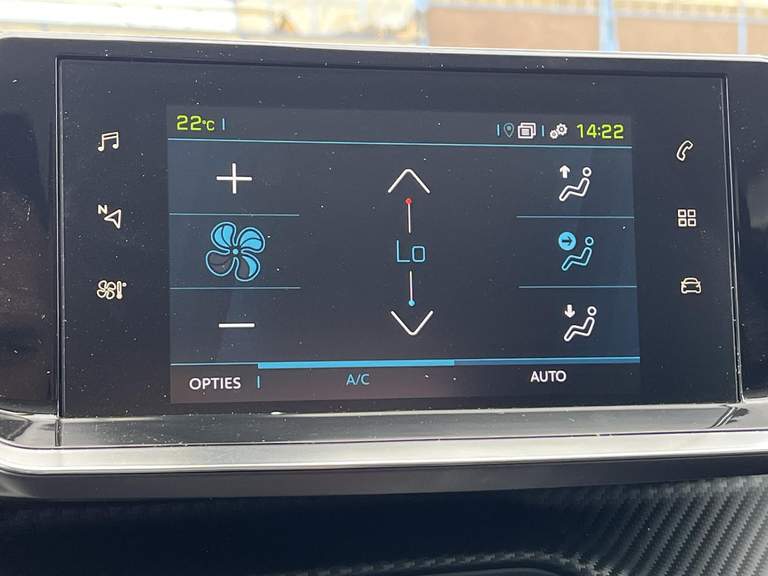 22°C
14:22
N
Lo
OPTIES
A/C
AUTO